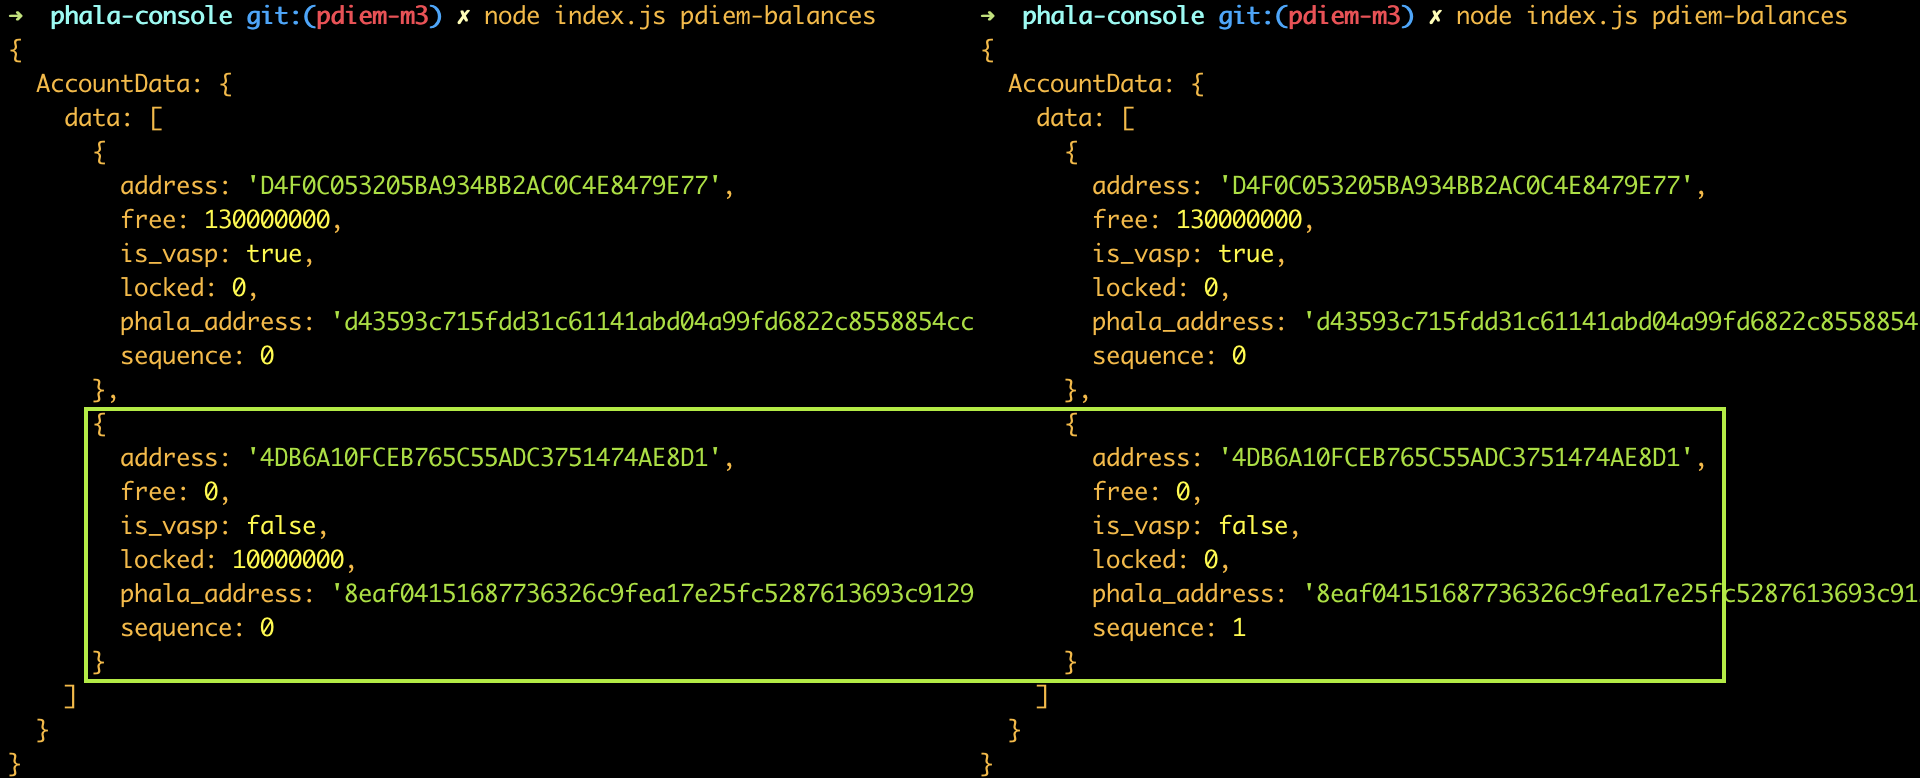 ➜  phala-console git:(pdiem-m3) ✗ node index.js pdiem-balances
{
  AccountData: {
    data: [
      {
        address: 'D4F0C053205BA934BB2AC0C4E8479E77',
        free: 130000000,
        is_vasp: true,
        locked: 0,
        phala_address: 'd43593c715fdd31c61141abd04a99fd6822c8558854cc
        sequence: 0
      },
      {
        address: '4DB6A10FCEB765C55ADC3751474AE8D1',
        free: 0,
        is_vasp: false,
        locked: 10000000,
        phala_address: '8eaf04151687736326c9fea17e25fc5287613693c9129
        sequence: 0
      }
    ]
  }
}
➜  phala-console git:(pdiem-m3) ✗ node index.js pdiem-balances
{
  AccountData: {
    data: [
      {
        address: 'D4F0C053205BA934BB2AC0C4E8479E77',
        free: 130000000,
        is_vasp: true,
        locked: 0,
        phala_address: 'd43593c715fdd31c61141abd04a99fd6822c8558854
        sequence: 0
      },
      {
        address: '4DB6A10FCEB765C55ADC3751474AE8D1',
        free: 0,
        is_vasp: false,
        locked: 0,
        phala_address: '8eaf04151687736326c9fea17e25fc5287613693c91
        sequence: 1
      }
    ]
  }
}